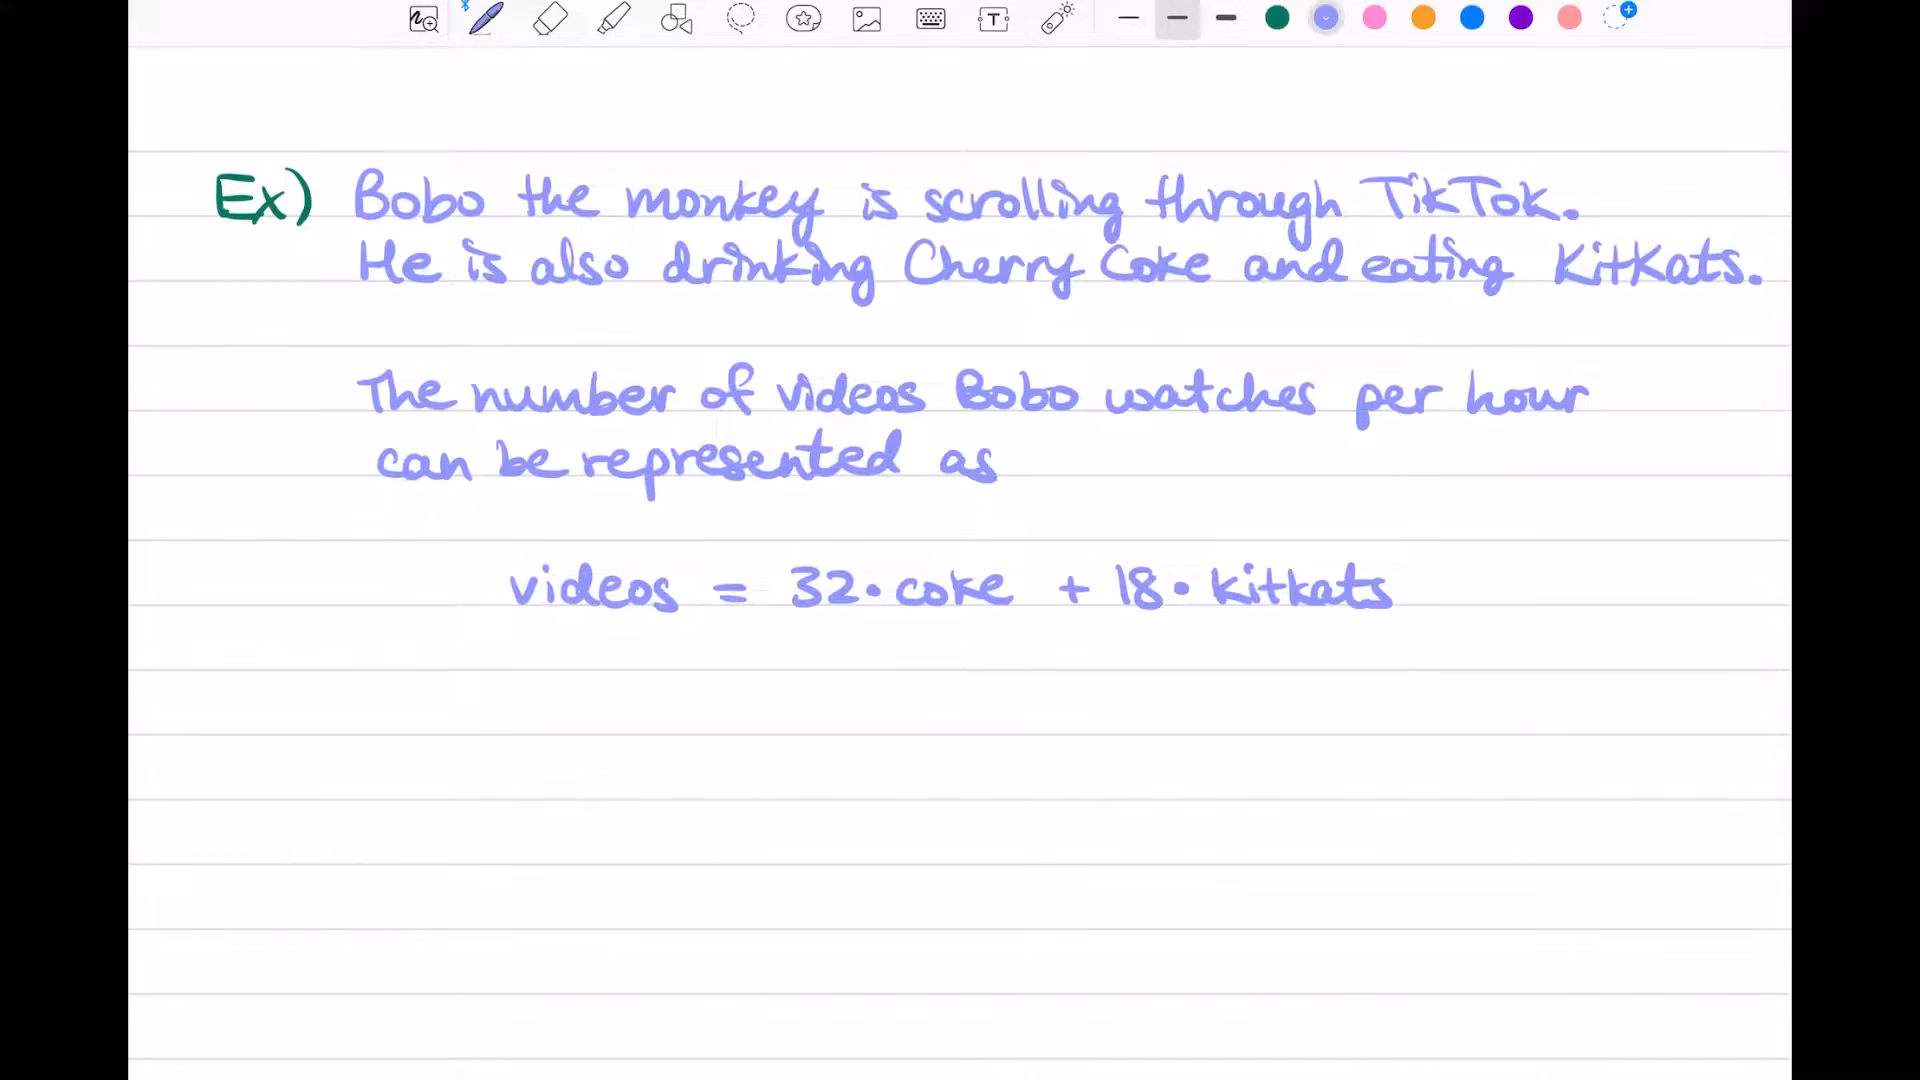 Ex) Bobo the monkey is scrolling through TikTok.
He is also drinking Cherry Coke and eating KitKats.
The number of videos Bobo watches per hour
can be represented as
videos = 32 • coke + 18 • kitkats